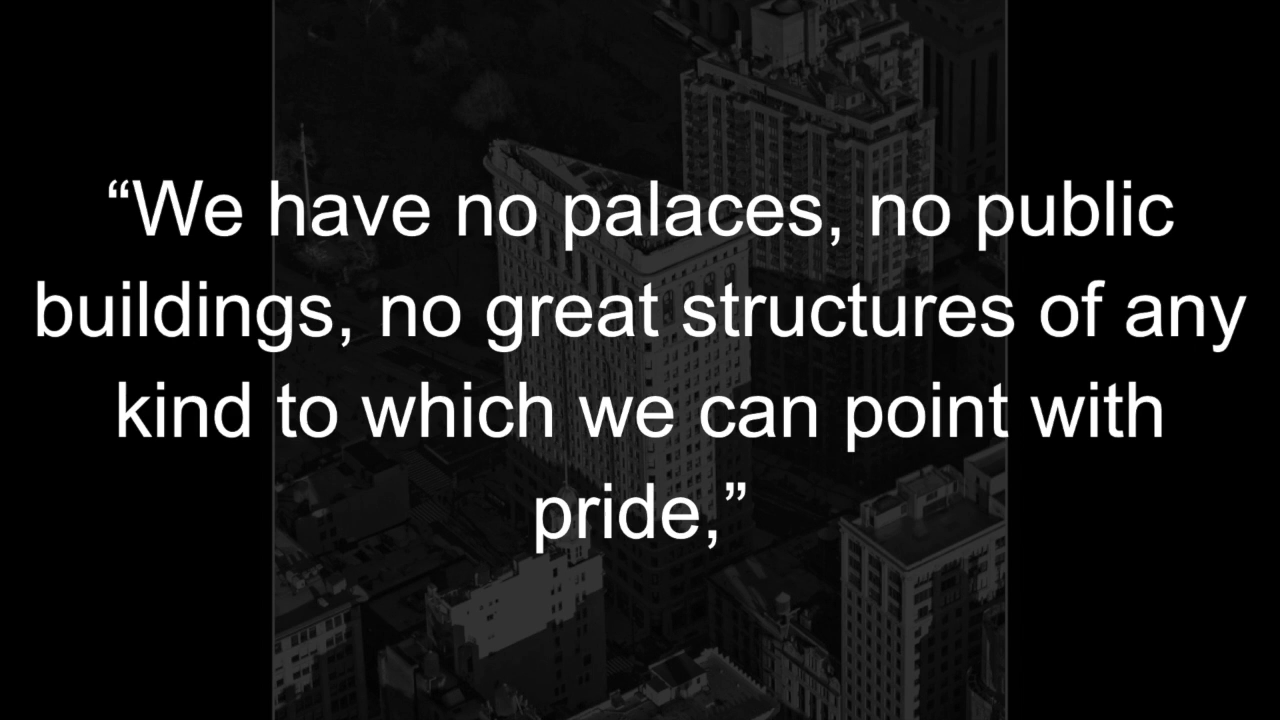 “We have no palaces, no public
buildings, no great structures of any
kind to which we can point with
pride,”